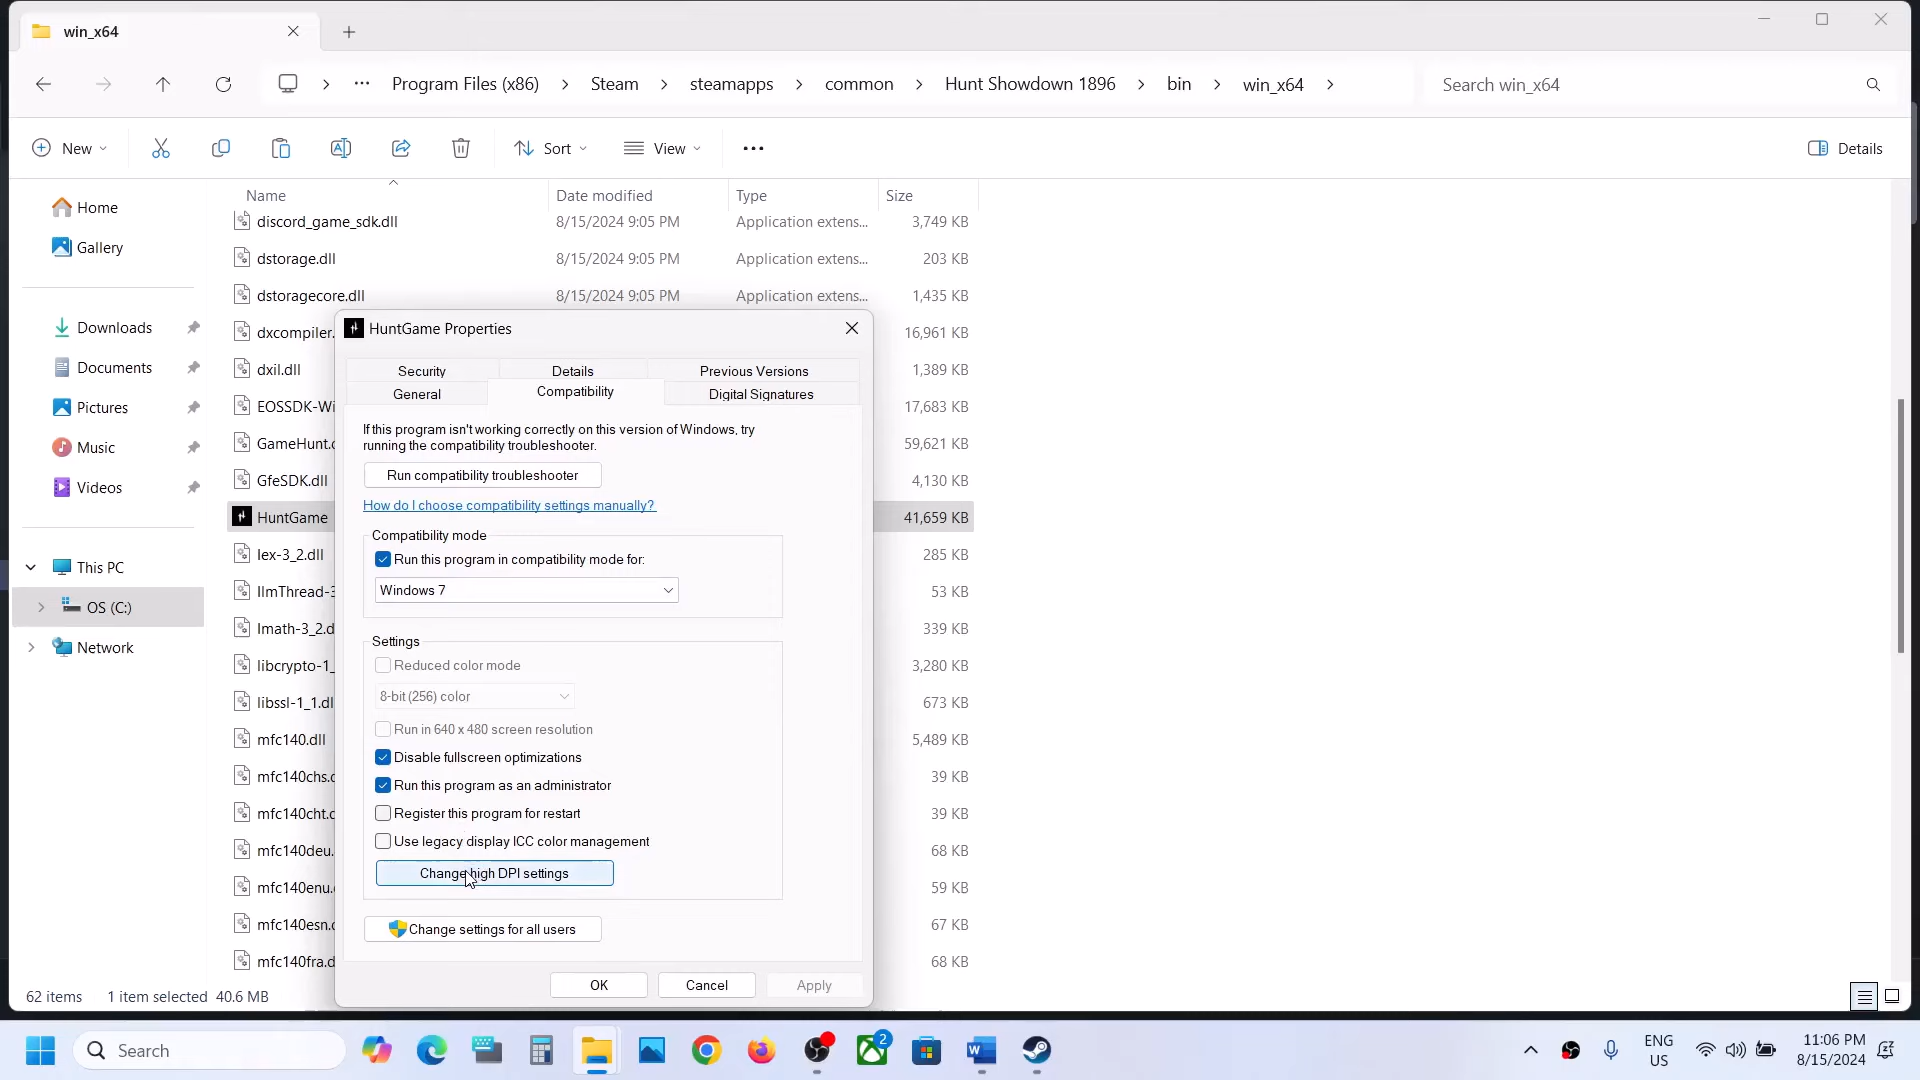 win_x64
Program Files (x86) > Steam > steamapps > common > Hunt Showdown 1896 > bin > win_x64 >
Search win_x64
New
Sort
View
Details
Name
Date modified
Type
Size
Home
Gallery
Downloads
Documents
Pictures
Music
Videos
This PC
OS (C:)
Network
discord_game_sdk.dll 8/15/2024 9:05 PM Application extens... 3,749 KB
dstorage.dll 8/15/2024 9:05 PM Application extens... 203 KB
dstoragecore.dll 8/15/2024 9:05 PM Application extens... 1,435 KB
dxcompiler. 16,961 KB
dxil.dll 1,389 KB
EOSSDK-Wi 17,683 KB
GameHunt.d 59,621 KB
GfeSDK.dll 4,130 KB
HuntGame 41,659 KB
Iex-3_2.dll 285 KB
IlmThread-3 53 KB
Imath-3_2.d 339 KB
libcrypto-1_ 3,280 KB
libssl-1_1.dl 673 KB
mfc140.dll 5,489 KB
mfc140chs.d 39 KB
mfc140cht.d 39 KB
mfc140deu. 68 KB
mfc140enu. 59 KB
mfc140esn.d 67 KB
mfc140fra.d 68 KB
HuntGame Properties
Security
Details
Previous Versions
General
Compatibility
Digital Signatures
If this program isn't working correctly on this version of Windows, try
running the compatibility troubleshooter.
Run compatibility troubleshooter
How do I choose compatibility settings manually?
Compatibility mode
Run this program in compatibility mode for:
Windows 7
Settings
Reduced color mode
8-bit (256) color
Run in 640 x 480 screen resolution
Disable fullscreen optimizations
Run this program as an administrator
Register this program for restart
Use legacy display ICC color management
Change high DPI settings
Change settings for all users
OK
Cancel
Apply
62 items 1 item selected 40.6 MB
Search
2
ENG
US
11:06 PM
8/15/2024